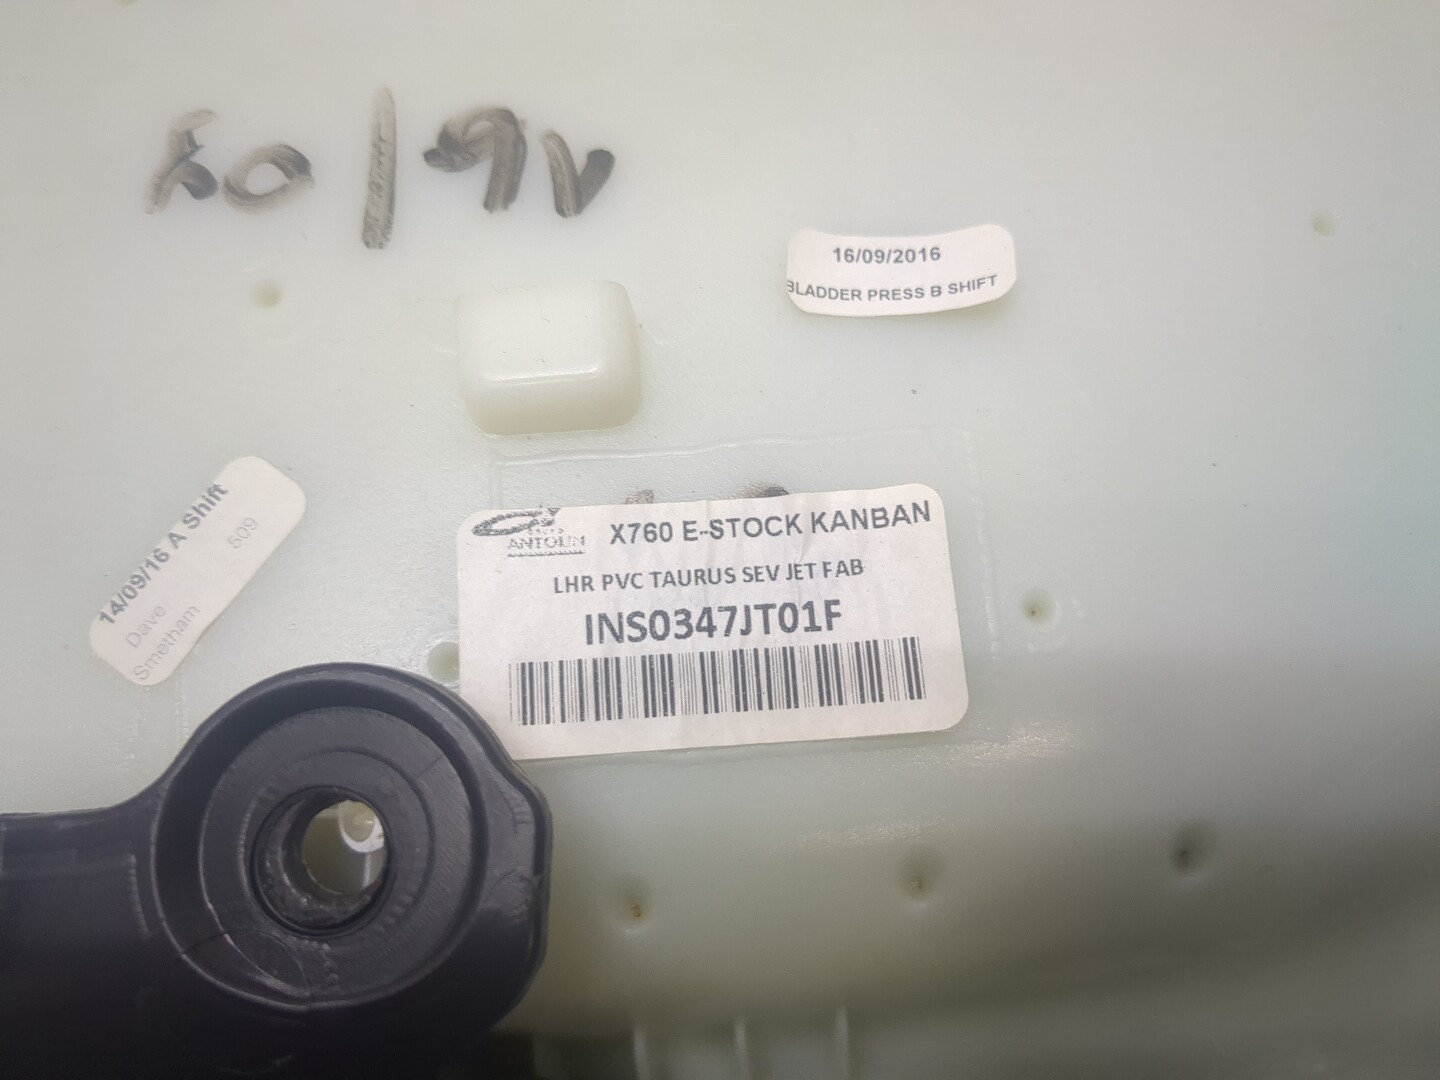 16/09/2016
BLADDER PRESS B SHIFT
14/09/16 A Shift
Dave 509
Smetham
GRUPO
ANTOLIN
X760 E-STOCK KANBAN
LHR PVC TAURUS SEV JET FAB
INS0347JT01F